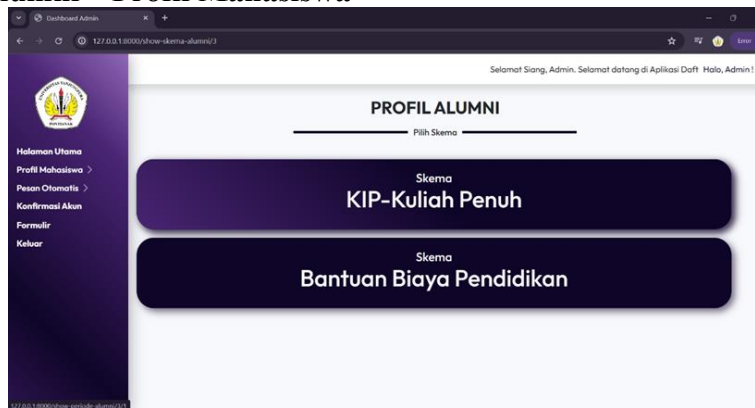 Dashboard Admin
127.0.0.1:8000/show-skema-alumni/3
Error
Selamat Siang, Admin. Selamat datang di Aplikasi Daft Halo, Admin !
PROFIL ALUMNI
Pilih Skema
Halaman Utama
Profil Mahasiswa
Pesan Otomatis
Konfirmasi Akun
Formulir
Keluar
Skema
KIP-Kuliah Penuh
Skema
Bantuan Biaya Pendidikan
127.0.0.1:8000/show-periode-alumni/3/1